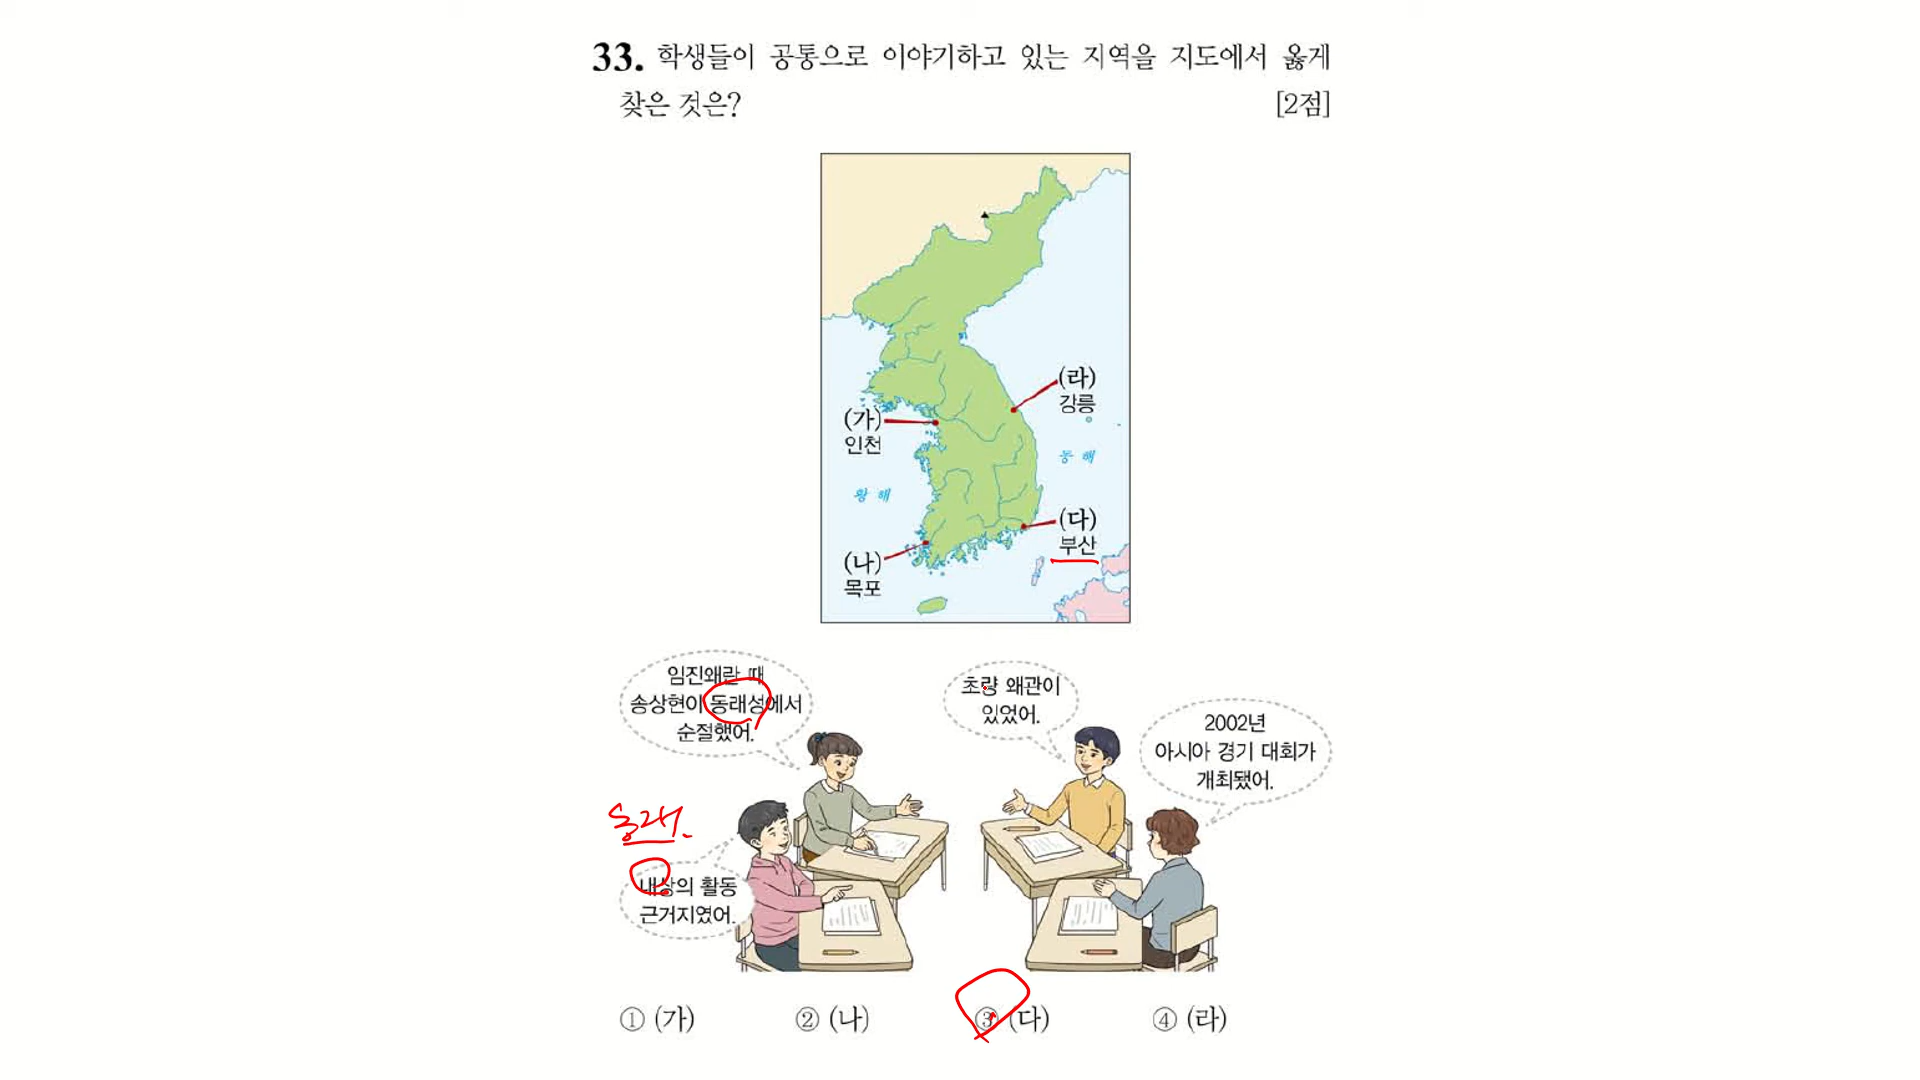 33. 학생들이 공통으로 이야기하고 있는 지역을 지도에서 옳게
찾은 것은? [2점]
(라)
강릉
(가)
인천
동 해
황 해
(다)
부산
(나)
목포
임진왜란 때
송상현이 동래성에서
순절했어.
초량 왜관이
있었어.
2002년
아시아 경기 대회가
개최됐어.
동래.
내상의 활동
근거지였어.
① (가) ② (나) ③ (다) ④ (라)